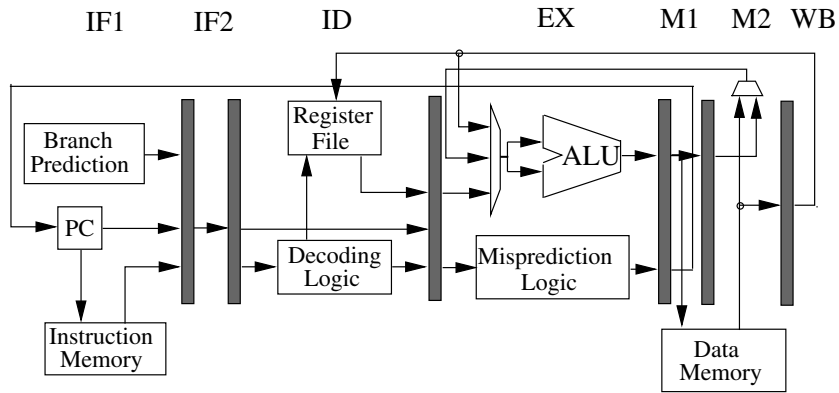 IF1 IF2 ID EX M1 M2 WB
Branch
Prediction
Register
File
ALU
PC
Decoding
Logic
Misprediction
Logic
Instruction
Memory
Data
Memory